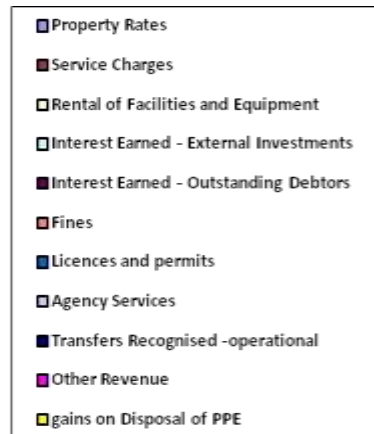 Property Rates
Service Charges
Rental of Facilities and Equipment
Interest Earned - External Investments
Interest Earned - Outstanding Debtors
Fines
Licences and permits
Agency Services
Transfers Recognised -operational
Other Revenue
gains on Disposal of PPE